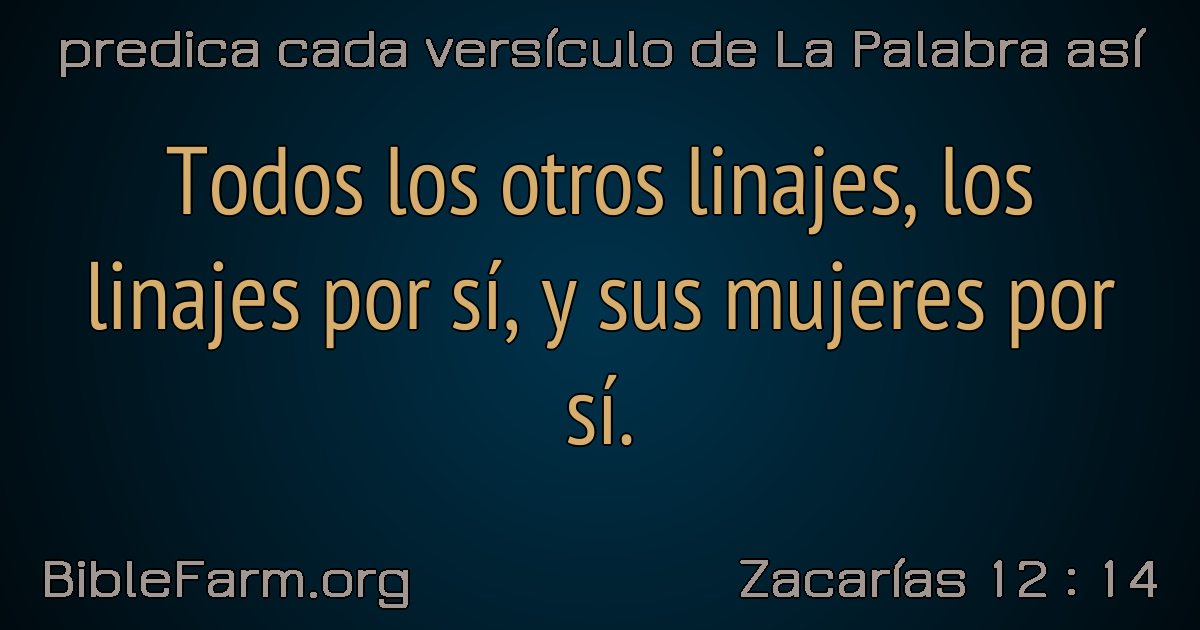 predica cada versículo de La Palabra así
Todos los otros linajes, los
linajes por sí, y sus mujeres por
sí.
BibleFarm.org
Zacarías 12 : 14